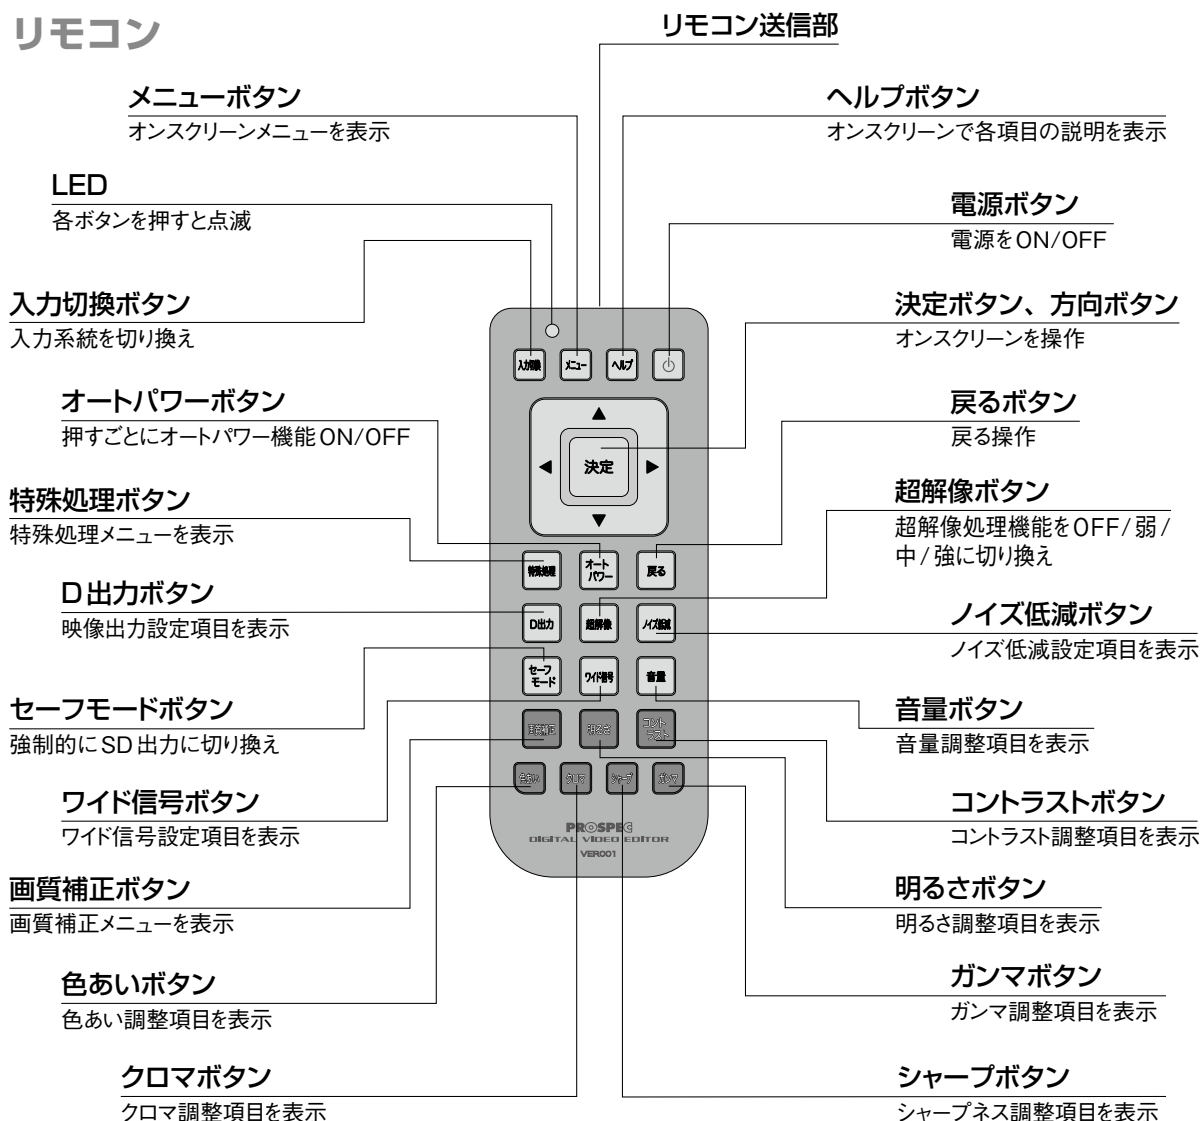 リモコン
リモコン送信部
メニューボタン
オンスクリーンメニューを表示
ヘルプボタン
オンスクリーンで各項目の説明を表示
LED
各ボタンを押すと点滅
電源ボタン
電源をON/OFF
入力切換ボタン
入力系統を切り換え
決定ボタン、方向ボタン
オンスクリーンを操作
オートパワーボタン
押すごとにオートパワー機能ON/OFF
戻るボタン
戻る操作
特殊処理ボタン
特殊処理メニューを表示
超解像ボタン
超解像処理機能をOFF/弱/
中/強に切り換え
D出力ボタン
映像出力設定項目を表示
ノイズ低減ボタン
ノイズ低減設定項目を表示
セーフモードボタン
強制的にSD出力に切り換え
音量ボタン
音量調整項目を表示
ワイド信号ボタン
ワイド信号設定項目を表示
コントラストボタン
コントラスト調整項目を表示
画質補正ボタン
画質補正メニューを表示
明るさボタン
明るさ調整項目を表示
色あいボタン
色あい調整項目を表示
ガンマボタン
ガンマ調整項目を表示
クロマボタン
クロマ調整項目を表示
シャープボタン
シャープネス調整項目を表示
入力切換 メニュー ヘルプ
▲
◀ 決定 ▶
▼
特殊処理 オート パワー 戻る
D出力 超解像 ノイズ低減
セーフ モード ワイド信号 音量
画質補正 明るさ コント ラスト
色あい クロマ シャープ ガンマ
PROSPEC
DIGITAL VIDEO EDITOR
VER001